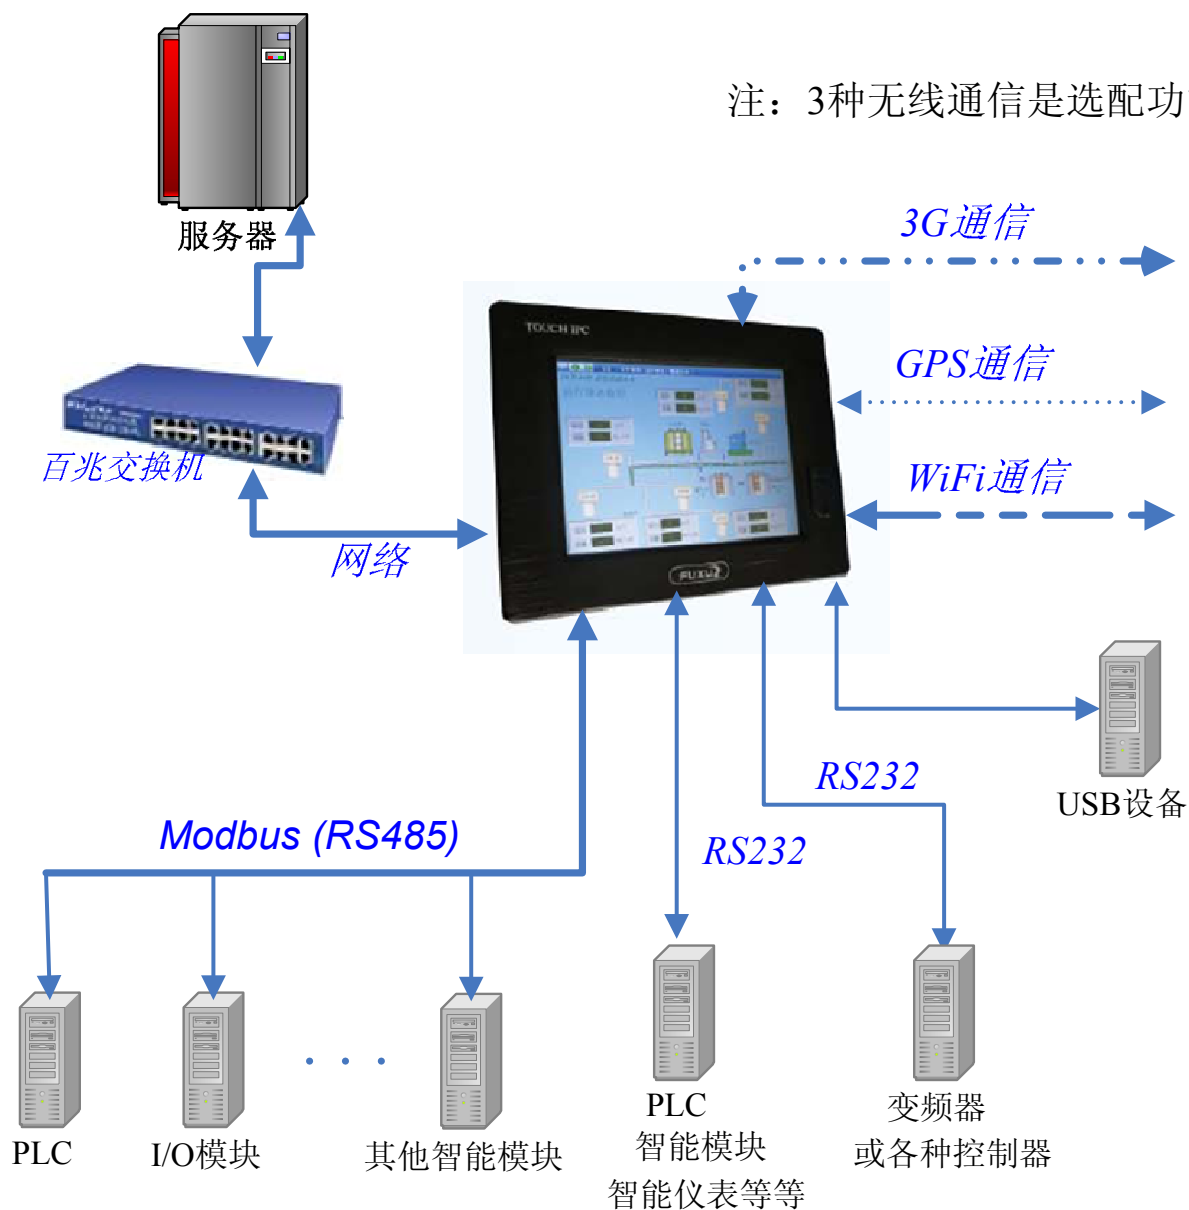 注：3种无线通信是选配功
服务器
3G通信
TOUCH IPC
GPS通信
百兆交换机
WiFi通信
网络
FUXU
USB设备
RS232
Modbus (RS485)
RS232
PLC
I/O模块
其他智能模块
PLC
智能模块
智能仪表等等
变频器
或各种控制器